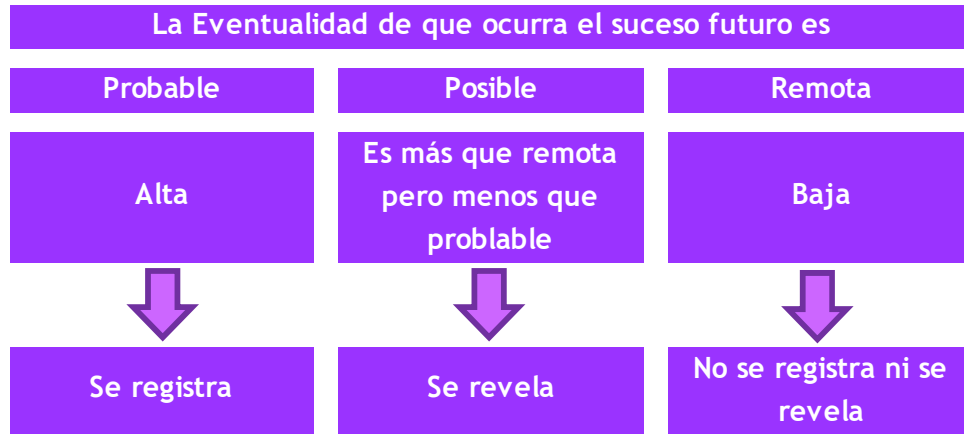 La Eventualidad de que ocurra el suceso futuro es
Probable
Posible
Remota
Alta
Es más que remota
pero menos que
problable
Baja
Se registra
Se revela
No se registra ni se
revela